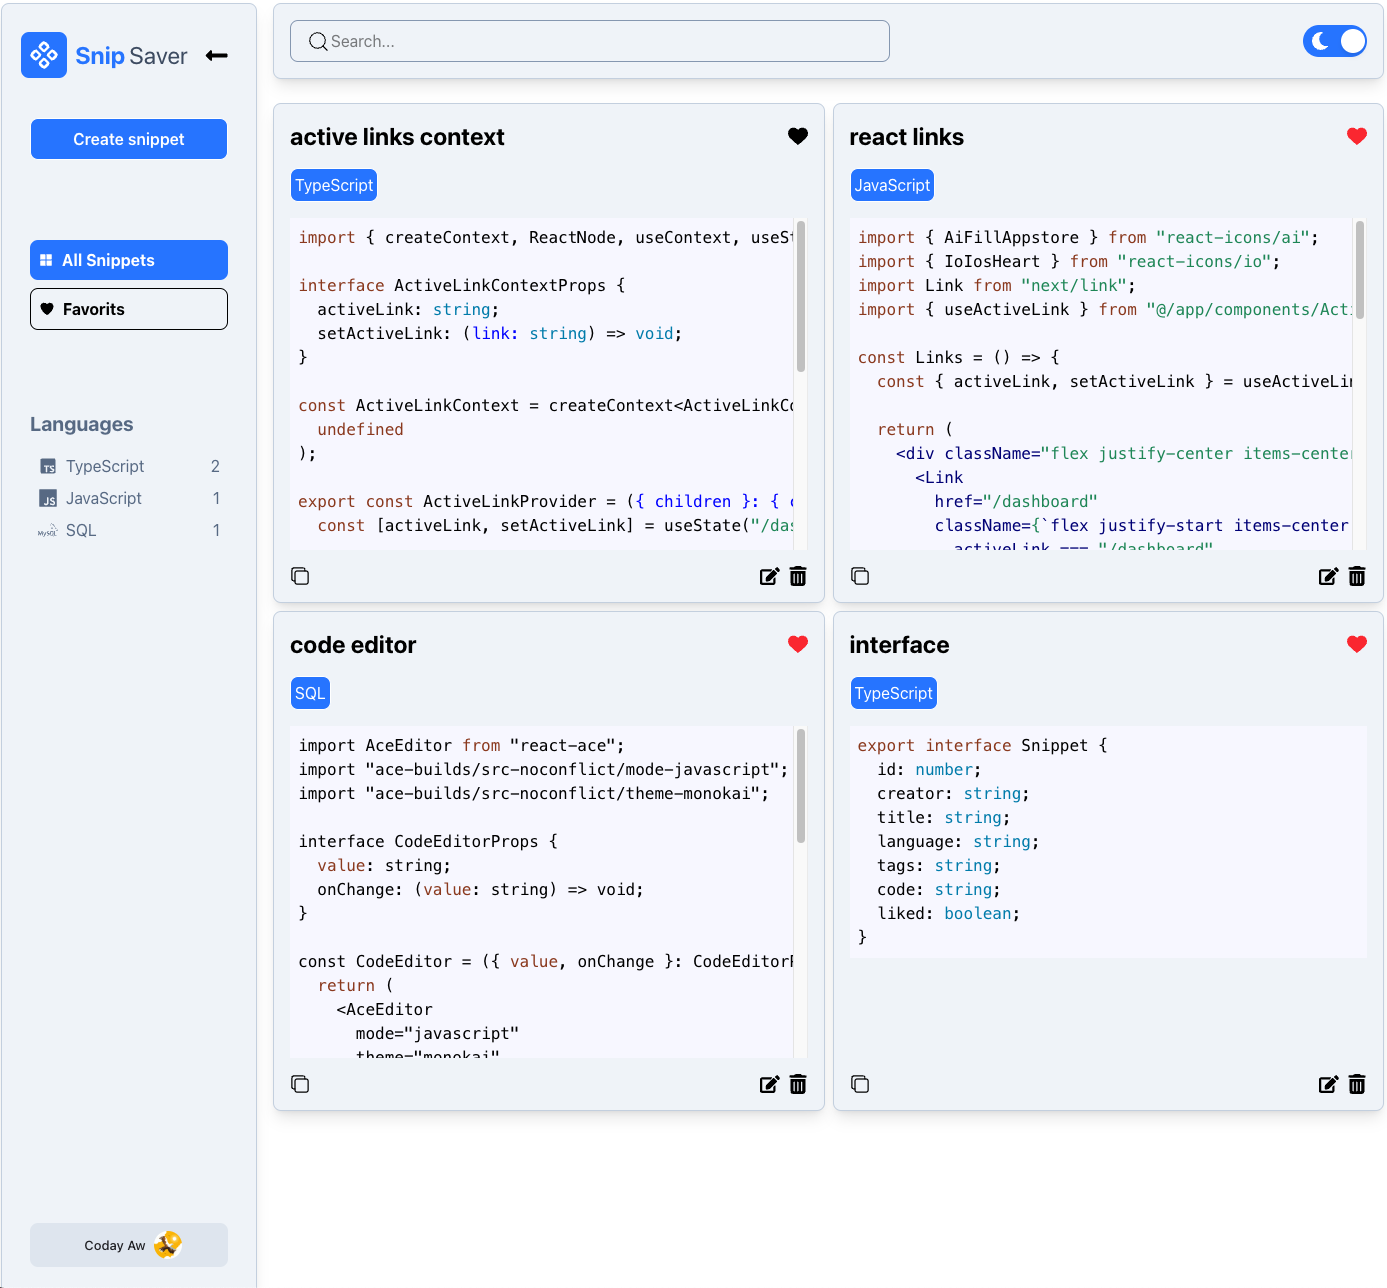 Snip Saver
Create snippet
All Snippets
Favorits
Languages
TypeScript 2
JavaScript 1
SQL 1
Coday Aw
Search...
active links context
TypeScript
import { createContext, ReactNode, useContext, useSt
interface ActiveLinkContextProps {
  activeLink: string;
  setActiveLink: (link: string) => void;
}
const ActiveLinkContext = createContext<ActiveLinkCo
  undefined
);
export const ActiveLinkProvider = ({ children }: { c
  const [activeLink, setActiveLink] = useState("/das
react links
JavaScript
import { AiFillAppstore } from "react-icons/ai";
import { IoIosHeart } from "react-icons/io";
import Link from "next/link";
import { useActiveLink } from "@/app/components/Acti
const Links = () => {
  const { activeLink, setActiveLink } = useActiveLin
  return (
    <div className="flex justify-center items-center
      <Link
        href="/dashboard"
        className={`flex justify-start items-center
          activeLink === "/dashboard"
code editor
SQL
import AceEditor from "react-ace";
import "ace-builds/src-noconflict/mode-javascript";
import "ace-builds/src-noconflict/theme-monokai";
interface CodeEditorProps {
  value: string;
  onChange: (value: string) => void;
}
const CodeEditor = ({ value, onChange }: CodeEditorP
  return (
    <AceEditor
      mode="javascript"
      theme="monokai"
interface
TypeScript
export interface Snippet {
  id: number;
  creator: string;
  title: string;
  language: string;
  tags: string;
  code: string;
  liked: boolean;
}